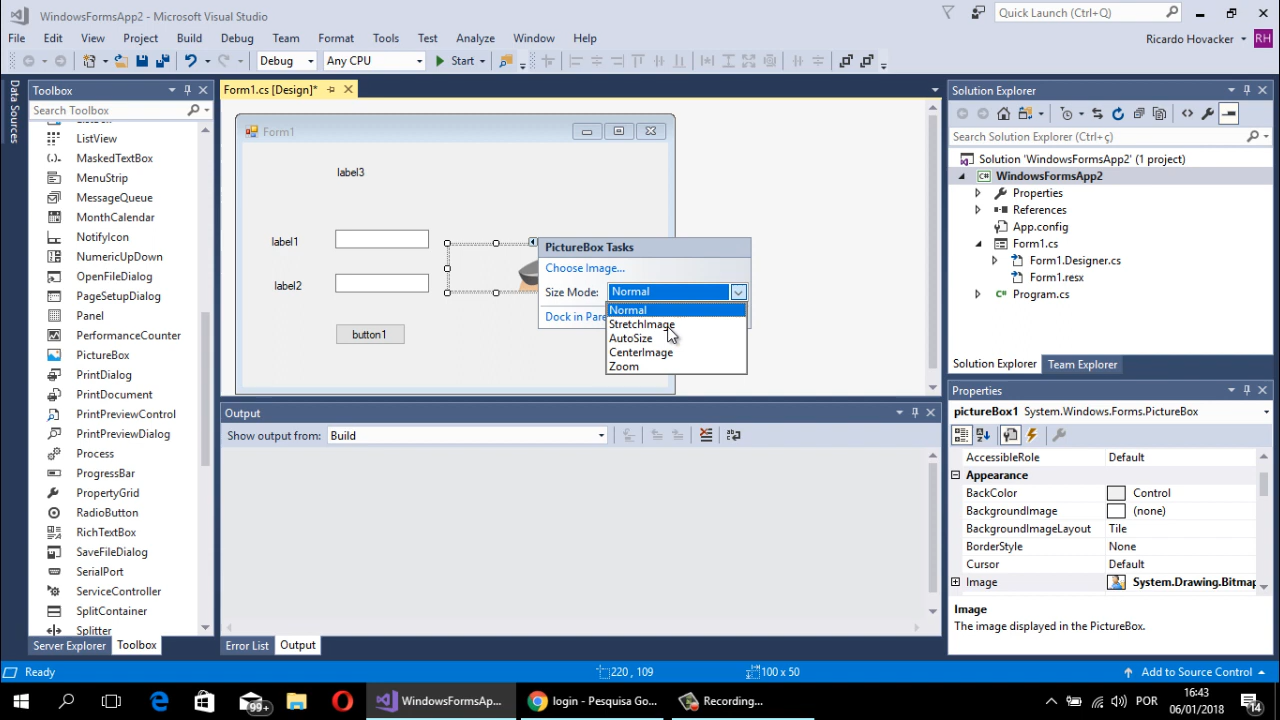 WindowsFormsApp2 - Microsoft Visual Studio
Quick Launch (Ctrl+Q)
File Edit View Project Build Debug Team Format Tools Test Analyze Window Help
Ricardo Hovacker RH
Debug Any CPU Start
Data Sources
Toolbox
Search Toolbox
ListView
MaskedTextBox
MenuStrip
MessageQueue
MonthCalendar
NotifyIcon
NumericUpDown
OpenFileDialog
PageSetupDialog
Panel
PerformanceCounter
PictureBox
PrintDialog
PrintDocument
PrintPreviewControl
PrintPreviewDialog
Process
ProgressBar
PropertyGrid
RadioButton
RichTextBox
SaveFileDialog
SerialPort
ServiceController
SplitContainer
Splitter
Server Explorer Toolbox
Form1.cs [Design]*
Form1
label3
label1
label2
button1
PictureBox Tasks
Choose Image...
Size Mode: Normal
Dock in Pare
Normal
StretchImage
AutoSize
CenterImage
Zoom
Output
Show output from: Build
Error List Output
Solution Explorer
Search Solution Explorer (Ctrl+ç)
Solution 'WindowsFormsApp2' (1 project)
WindowsFormsApp2
Properties
References
App.config
Form1.cs
Form1.Designer.cs
Form1.resx
Program.cs
Solution Explorer Team Explorer
Properties
pictureBox1 System.Windows.Forms.PictureBox
AccessibleRole Default
Appearance
BackColor Control
BackgroundImage (none)
BackgroundImageLayout Tile
BorderStyle None
Cursor Default
Image System.Drawing.Bitmap
Image
The image displayed in the PictureBox.
Ready 220 , 109 100 x 50 Add to Source Control
99+ WindowsFormsAp... login - Pesquisa Go... Recording... POR 16:43
06/01/2018 14